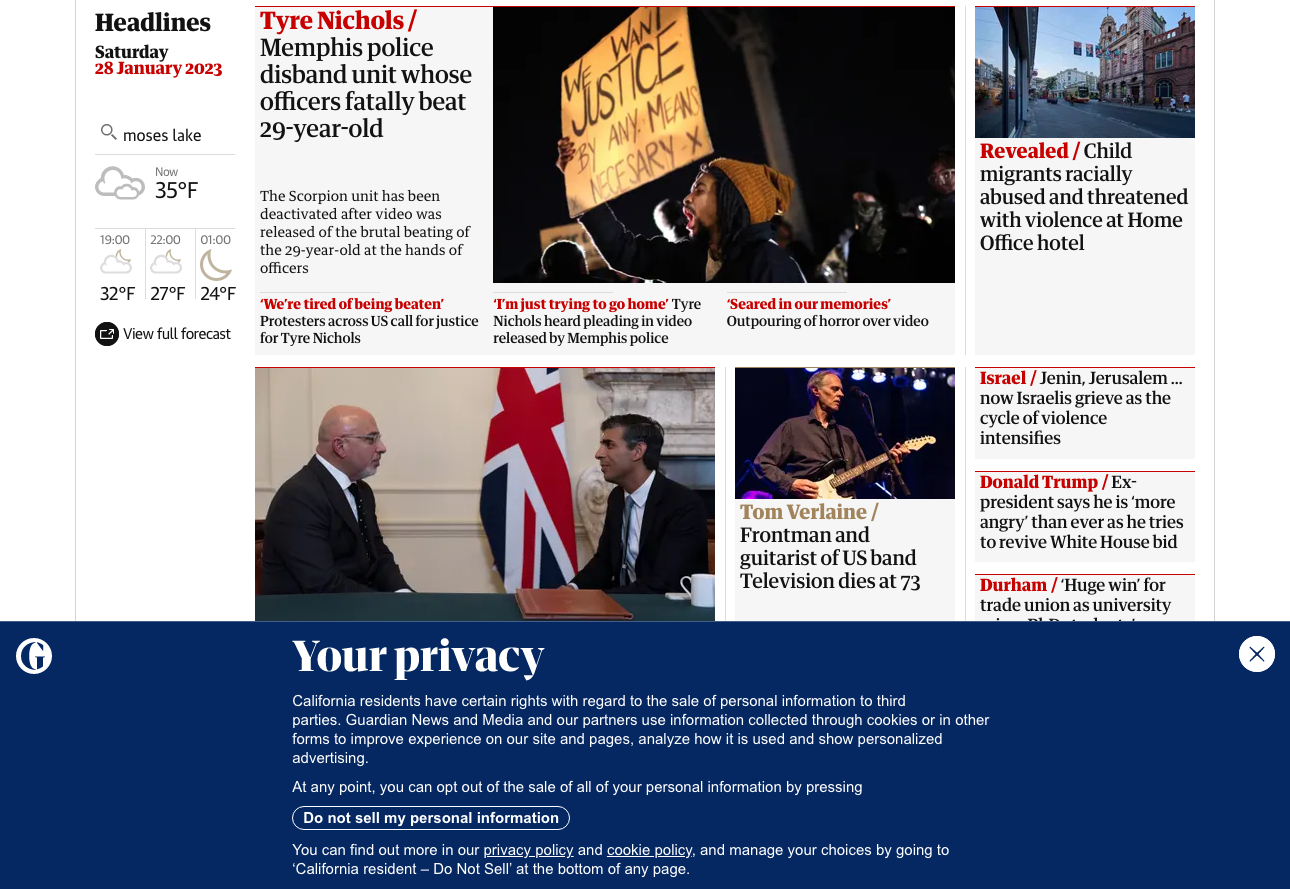 Headlines
Saturday
28 January 2023
moses lake
Now
35°F
19:00
22:00
01:00
32°F
27°F
24°F
View full forecast
Tyre Nichols /
Memphis police
disband unit whose
officers fatally beat
29-year-old
The Scorpion unit has been
deactivated after video was
released of the brutal beating of
the 29-year-old at the hands of
officers
WE WANT
JUSTICE
BY ANY MEANS
NECESARY -X
‘We’re tired of being beaten’
Protesters across US call for justice
for Tyre Nichols
‘I’m just trying to go home’ Tyre
Nichols heard pleading in video
released by Memphis police
‘Seared in our memories’
Outpouring of horror over video
Revealed / Child
migrants racially
abused and threatened
with violence at Home
Office hotel
Tom Verlaine /
Frontman and
guitarist of US band
Television dies at 73
Israel / Jenin, Jerusalem ...
now Israelis grieve as the
cycle of violence
intensifies
Donald Trump / Ex-
president says he is ‘more
angry’ than ever as he tries
to revive White House bid
Durham / ‘Huge win’ for
trade union as university
Your privacy
California residents have certain rights with regard to the sale of personal information to third
parties. Guardian News and Media and our partners use information collected through cookies or in other
forms to improve experience on our site and pages, analyze how it is used and show personalized
advertising.
At any point, you can opt out of the sale of all of your personal information by pressing
Do not sell my personal information
You can find out more in our privacy policy and cookie policy, and manage your choices by going to
‘California resident – Do Not Sell’ at the bottom of any page.